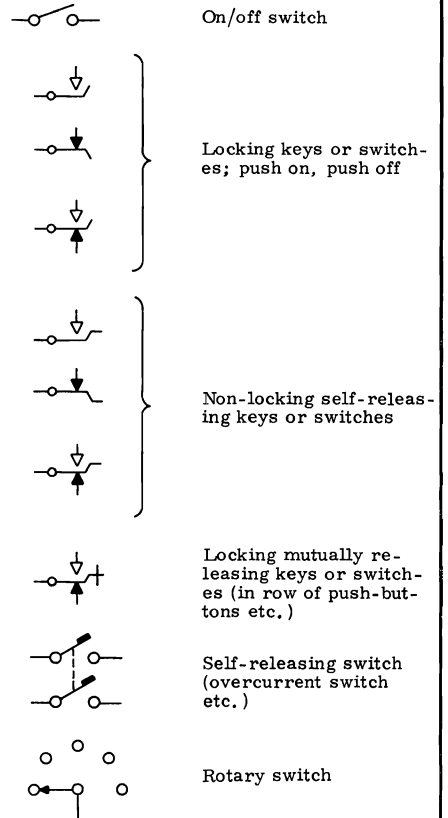 On/off switch
Locking keys or switch-
es; push on, push off
Non-locking self-releas-
ing keys or switches
Locking mutually re-
leasing keys or switch-
es (in row of push-but-
tons etc.)
Self-releasing switch
(overcurrent switch
etc.)
Rotary switch